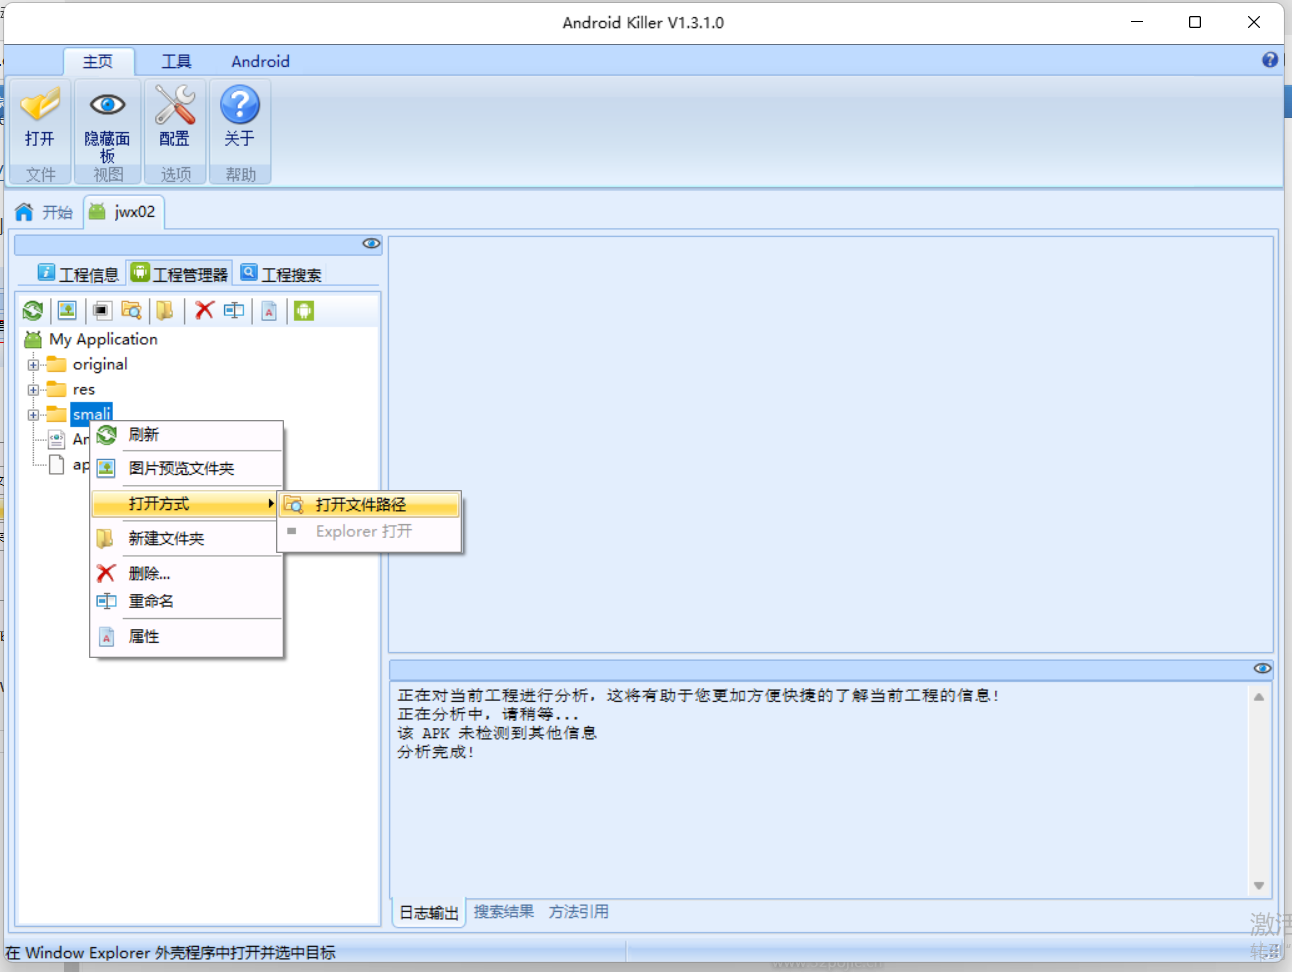 Android Killer V1.3.1.0
主页 工具 Android
打开 隐藏面板 配置 关于
文件 视图 选项 帮助
开始 jwx02
工程信息 工程管理器 工程搜索
My Application
original
res
smali
An
ap
刷新
图片预览文件夹
打开方式
打开文件路径
Explorer 打开
新建文件夹
删除...
重命名
属性
正在对当前工程进行分析，这将有助于您更加方便快捷的了解当前工程的信息！
正在分析中，请稍等...
该 APK 未检测到其他信息
分析完成！
日志输出 搜索结果 方法引用
在 Window Explorer 外壳程序中打开并选中目标
激活
转到"